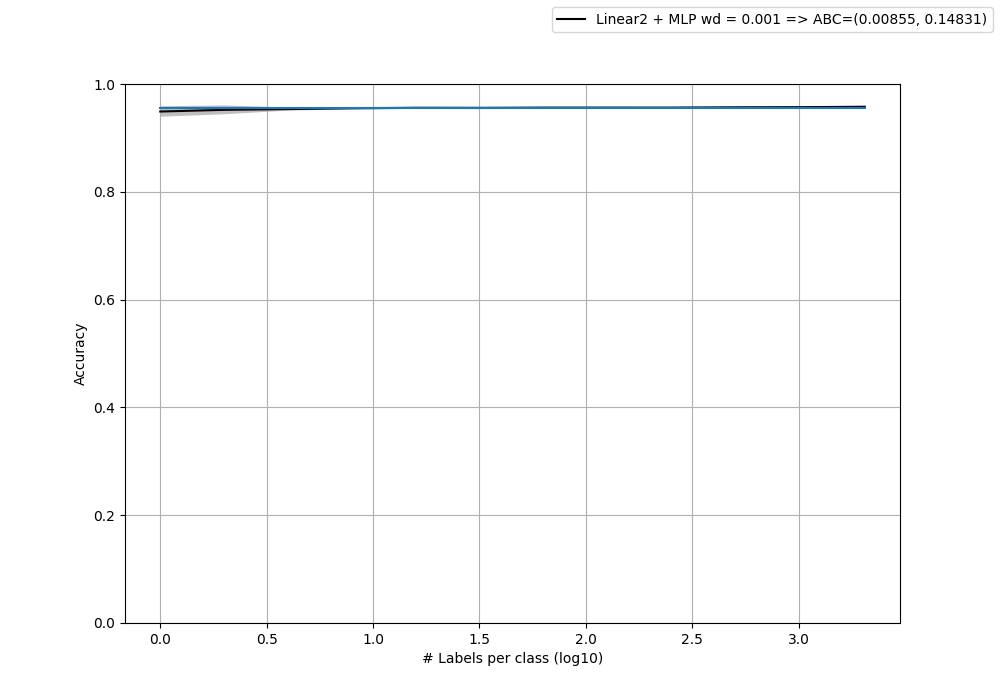 Linear2 + MLP wd = 0.001 => ABC=(0.00855, 0.14831)
1.0
0.8
0.6
0.4
0.2
0.0
Accuracy
0.0 0.5 1.0 1.5 2.0 2.5 3.0
# Labels per class (log10)